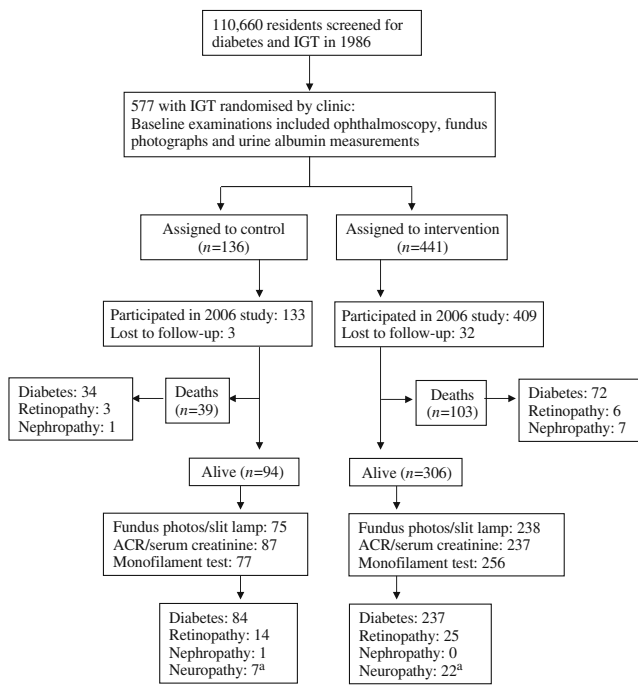 110,660 residents screened for
diabetes and IGT in 1986
577 with IGT randomised by clinic:
Baseline examinations included ophthalmoscopy, fundus
photographs and urine albumin measurements
Assigned to control
(n=136)
Assigned to intervention
(n=441)
Participated in 2006 study: 133
Lost to follow-up: 3
Participated in 2006 study: 409
Lost to follow-up: 32
Diabetes: 34
Retinopathy: 3
Nephropathy: 1
Deaths
(n=39)
Deaths
(n=103)
Diabetes: 72
Retinopathy: 6
Nephropathy: 7
Alive (n=94)
Alive (n=306)
Fundus photos/slit lamp: 75
ACR/serum creatinine: 87
Monofilament test: 77
Fundus photos/slit lamp: 238
ACR/serum creatinine: 237
Monofilament test: 256
Diabetes: 84
Retinopathy: 14
Nephropathy: 1
Neuropathy: 7ᵃ
Diabetes: 237
Retinopathy: 25
Nephropathy: 0
Neuropathy: 22ᵃ